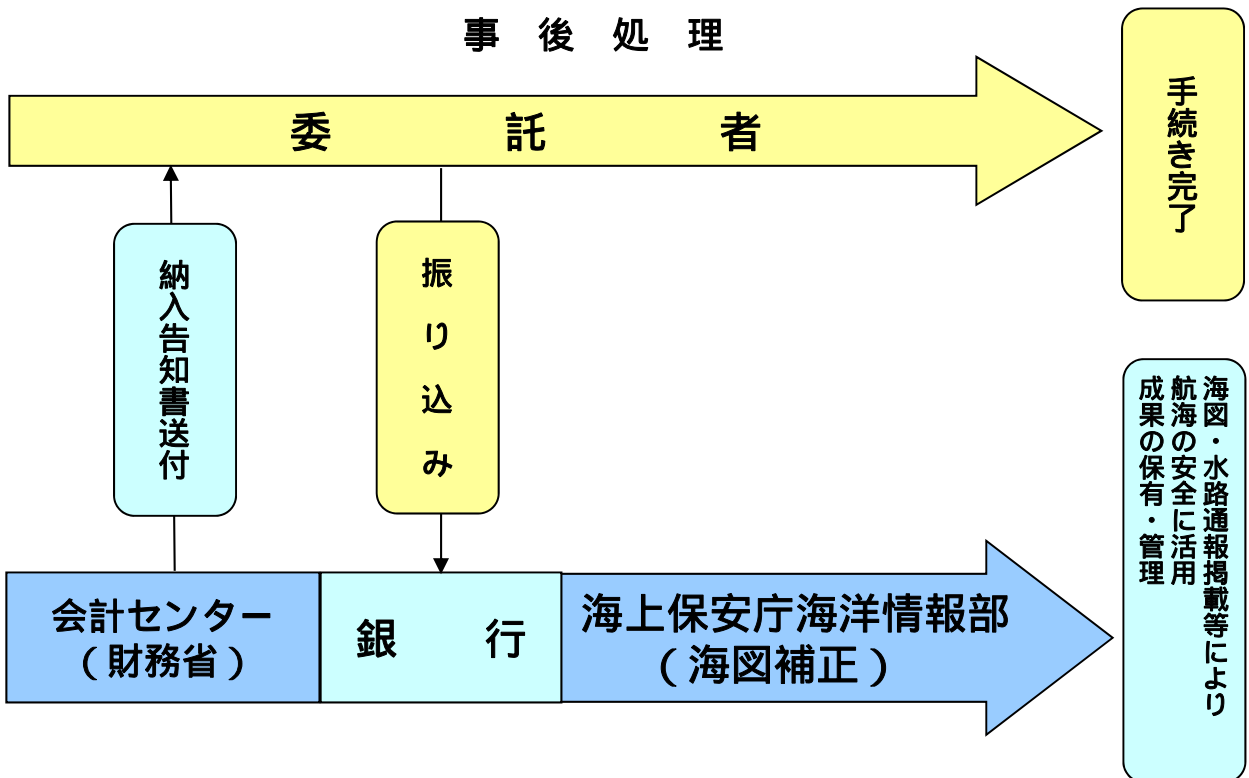 事　後　処　理
委　託　者
手続き完了
納入告知書送付
振り込み
会計センター
（財務省）
銀　行
海上保安庁海洋情報部
（海図補正）
海図・水路通報掲載等により
航海の安全に活用
成果の保有・管理